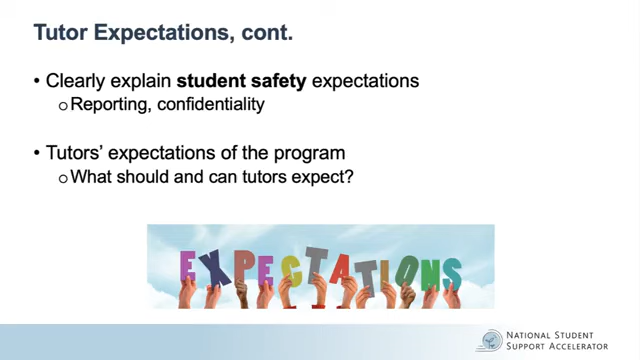 Tutor Expectations, cont.
• Clearly explain student safety expectations
o Reporting, confidentiality
• Tutors' expectations of the program
o What should and can tutors expect?
EXPECTATIONS
NATIONAL STUDENT
SUPPORT ACCELERATOR